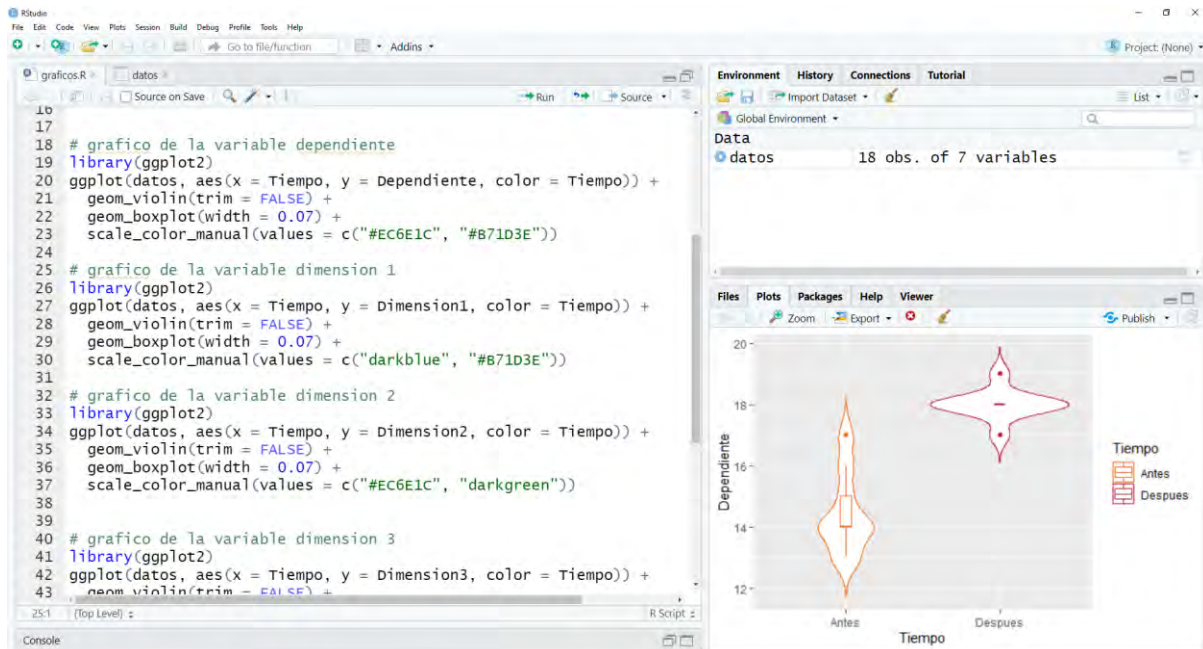 RStudio
File Edit Code View Plots Session Build Debug Profile Tools Help
Go to file/function Addins Project: (None)
graficos.R datos
Source on Save Run Source
16
17
18 # grafico de la variable dependiente
19 library(ggplot2)
20 ggplot(datos, aes(x = Tiempo, y = Dependiente, color = Tiempo)) +
21 geom_violin(trim = FALSE) +
22 geom_boxplot(width = 0.07) +
23 scale_color_manual(values = c("#EC6E1C", "#B71D3E"))
24
25 # grafico de la variable dimension 1
26 library(ggplot2)
27 ggplot(datos, aes(x = Tiempo, y = Dimension1, color = Tiempo)) +
28 geom_violin(trim = FALSE) +
29 geom_boxplot(width = 0.07) +
30 scale_color_manual(values = c("darkblue", "#B71D3E"))
31
32 # grafico de la variable dimension 2
33 library(ggplot2)
34 ggplot(datos, aes(x = Tiempo, y = Dimension2, color = Tiempo)) +
35 geom_violin(trim = FALSE) +
36 geom_boxplot(width = 0.07) +
37 scale_color_manual(values = c("#EC6E1C", "darkgreen"))
38
39
40 # grafico de la variable dimension 3
41 library(ggplot2)
42 ggplot(datos, aes(x = Tiempo, y = Dimension3, color = Tiempo)) +
43 geom_violin(trim = FALSE) +
25:1 (Top Level) R Script
Console
Environment History Connections Tutorial
Import Dataset List
Global Environment
Data
datos 18 obs. of 7 variables
Files Plots Packages Help Viewer
Zoom Export Publish
20
18
16
14
12
Dependiente
Antes Despues
Tiempo
Tiempo
Antes
Despues